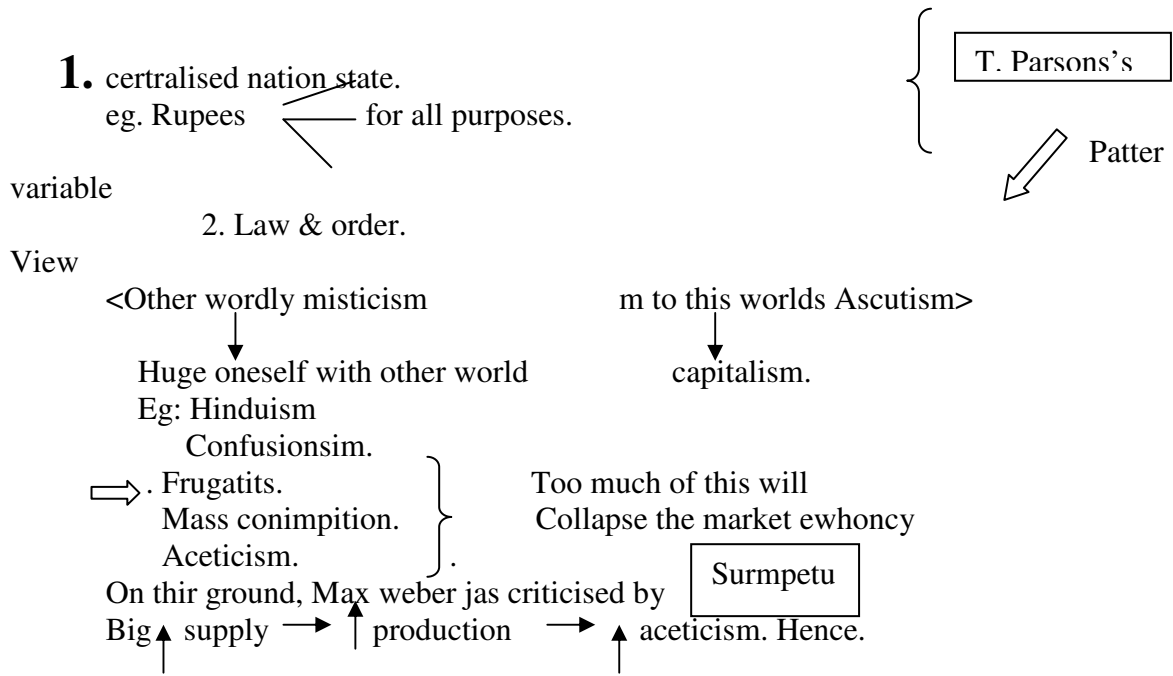 T. Parsons's
1. certralised nation state.
eg. Rupees for all purposes.
Patter
variable
2. Law & order.
View
<Other wordly misticism m to this worlds Ascutism>
Huge oneself with other world capitalism.
Eg: Hinduism
Confusionsim.
. Frugatits. Too much of this will
Mass conimpition. Collapse the market ewhoncy
Aceticism. .
Surmpetu
On thir ground, Max weber jas criticised by
Big supply production aceticism. Hence.